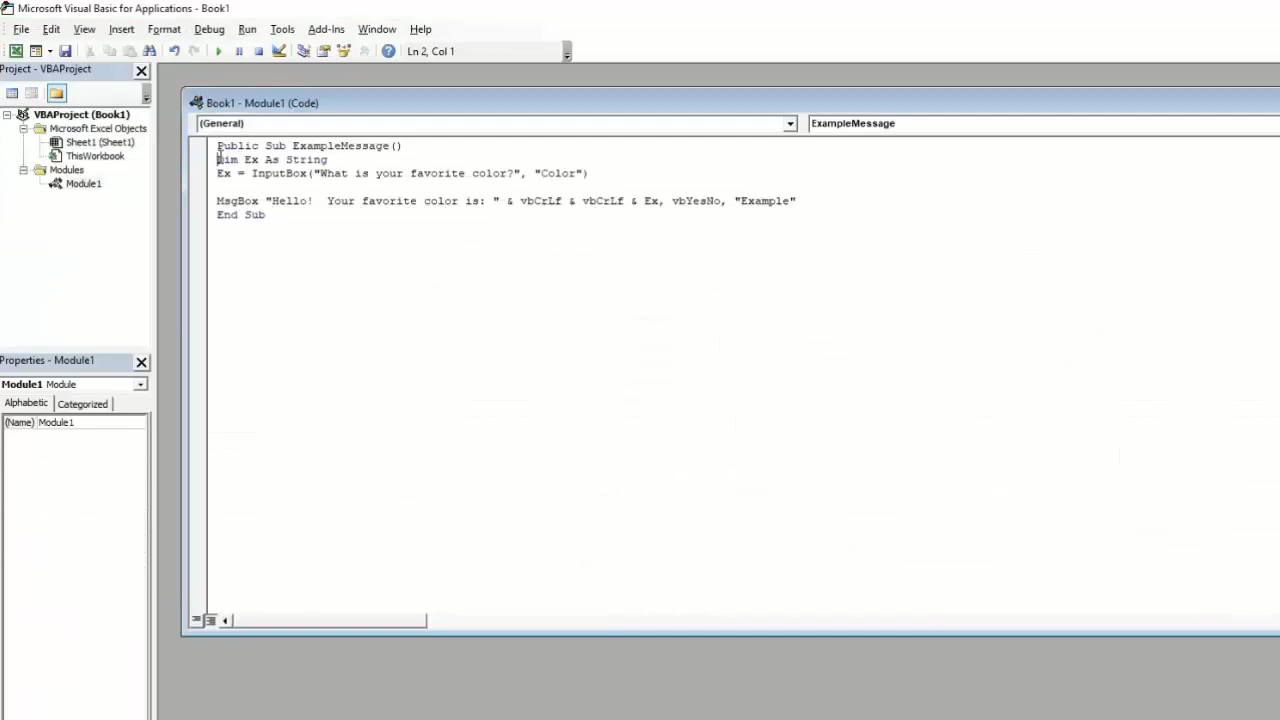 Microsoft Visual Basic for Applications - Book1
File Edit View Insert Format Debug Run Tools Add-Ins Window Help
Ln 2, Col 1
Project - VBAProject
VBAProject (Book1)
Microsoft Excel Objects
Sheet1 (Sheet1)
ThisWorkbook
Modules
Module1
Properties - Module1
Module1 Module
Alphabetic Categorized
(Name) Module1
Book1 - Module1 (Code)
(General) ExampleMessage
Public Sub ExampleMessage()
Dim Ex As String
Ex = InputBox("What is your favorite color?", "Color")
MsgBox "Hello!  Your favorite color is: " & vbCrLf & vbCrLf & Ex, vbYesNo, "Example"
End Sub